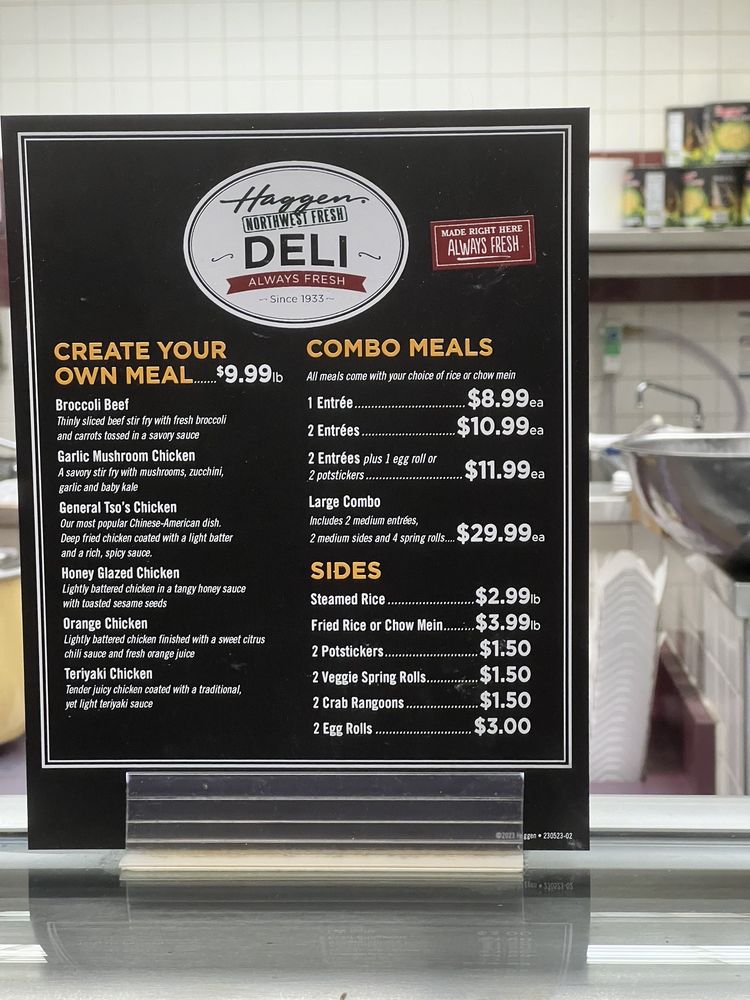 Haggen
NORTHWEST FRESH
DELI
ALWAYS FRESH
Since 1933
MADE RIGHT HERE
ALWAYS FRESH
CREATE YOUR
OWN MEAL.......$9.99lb
Broccoli Beef
Thinly sliced beef stir fry with fresh broccoli
and carrots tossed in a savory sauce
Garlic Mushroom Chicken
A savory stir fry with mushrooms, zucchini,
garlic and baby kale
General Tso's Chicken
Our most popular Chinese-American dish.
Deep fried chicken coated with a light batter
and a rich, spicy sauce.
Honey Glazed Chicken
Lightly battered chicken in a tangy honey sauce
with toasted sesame seeds
Orange Chicken
Lightly battered chicken finished with a sweet citrus
chili sauce and fresh orange juice
Teriyaki Chicken
Tender juicy chicken coated with a traditional,
yet light teriyaki sauce
COMBO MEALS
All meals come with your choice of rice or chow mein
1 Entrée............................ $8.99ea
2 Entrées........................ $10.99ea
2 Entrées plus 1 egg roll or
2 potstickers........................ $11.99ea
Large Combo
Includes 2 medium entrées,
2 medium sides and 4 spring rolls.... $29.99ea
SIDES
Steamed Rice........................ $2.99lb
Fried Rice or Chow Mein........ $3.99lb
2 Potstickers........................ $1.50
2 Veggie Spring Rolls............. $1.50
2 Crab Rangoons.................. $1.50
2 Egg Rolls.......................... $3.00
©2023 Haggen • 230523-02